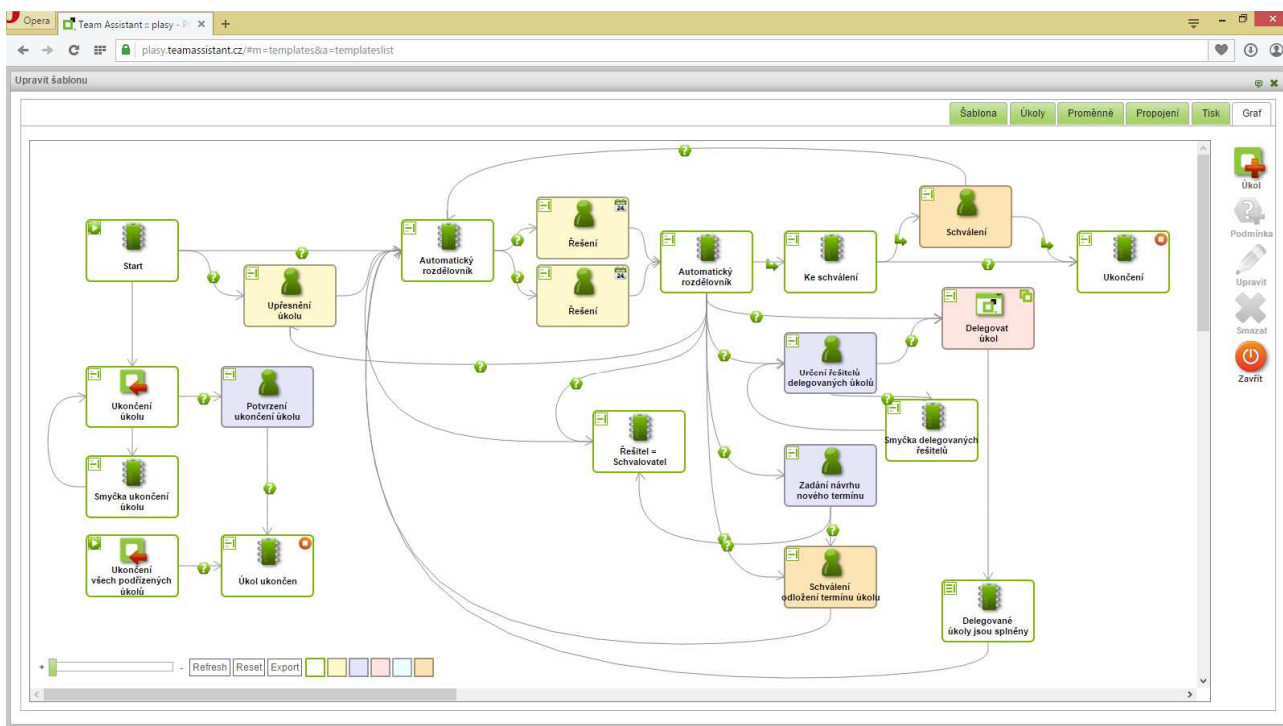 Opera
Team Assistant :: plasy - P
plasy.teamassistant.cz/#m=templates&a=templateslist
Upravit šablonu
Šablona
Úkoly
Proměnné
Propojení
Tisk
Graf
Úkol
Podmínka
Upravit
Smazat
Zavřít
Start
Upřesnění
úkolu
Automatický
rozdělovník
24
Řešení
24
Řešení
Automatický
rozdělovník
Ke schválení
Schválení
Ukončení
Delegovat
úkol
Určení řešitelů
delegovaných úkolů
Smyčka delegovaných
řešitelů
Ukončení
úkolu
Potvrzení
ukončení úkolu
Řešitel =
Schvalovatel
Zadání návrhu
nového termínu
Smyčka ukončení
úkolu
Ukončení
všech podřízených
úkolů
Úkol ukončen
Schválení
odložení termínu úkolu
Delegované
úkoly jsou splněny
+
-
Refresh
Reset
Export